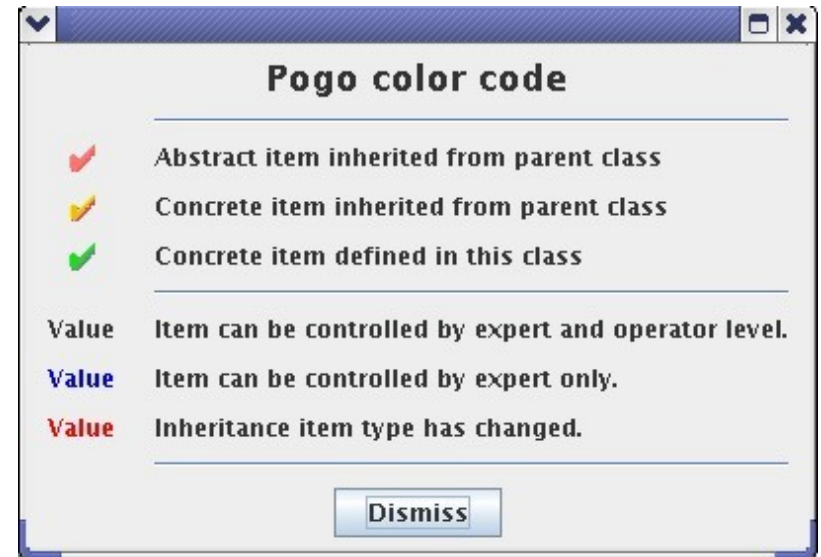 Pogo color code
Abstract item inherited from parent class
Concrete item inherited from parent class
Concrete item defined in this class
Value Item can be controlled by expert and operator level.
Value Item can be controlled by expert only.
Value Inheritance item type has changed.
Dismiss